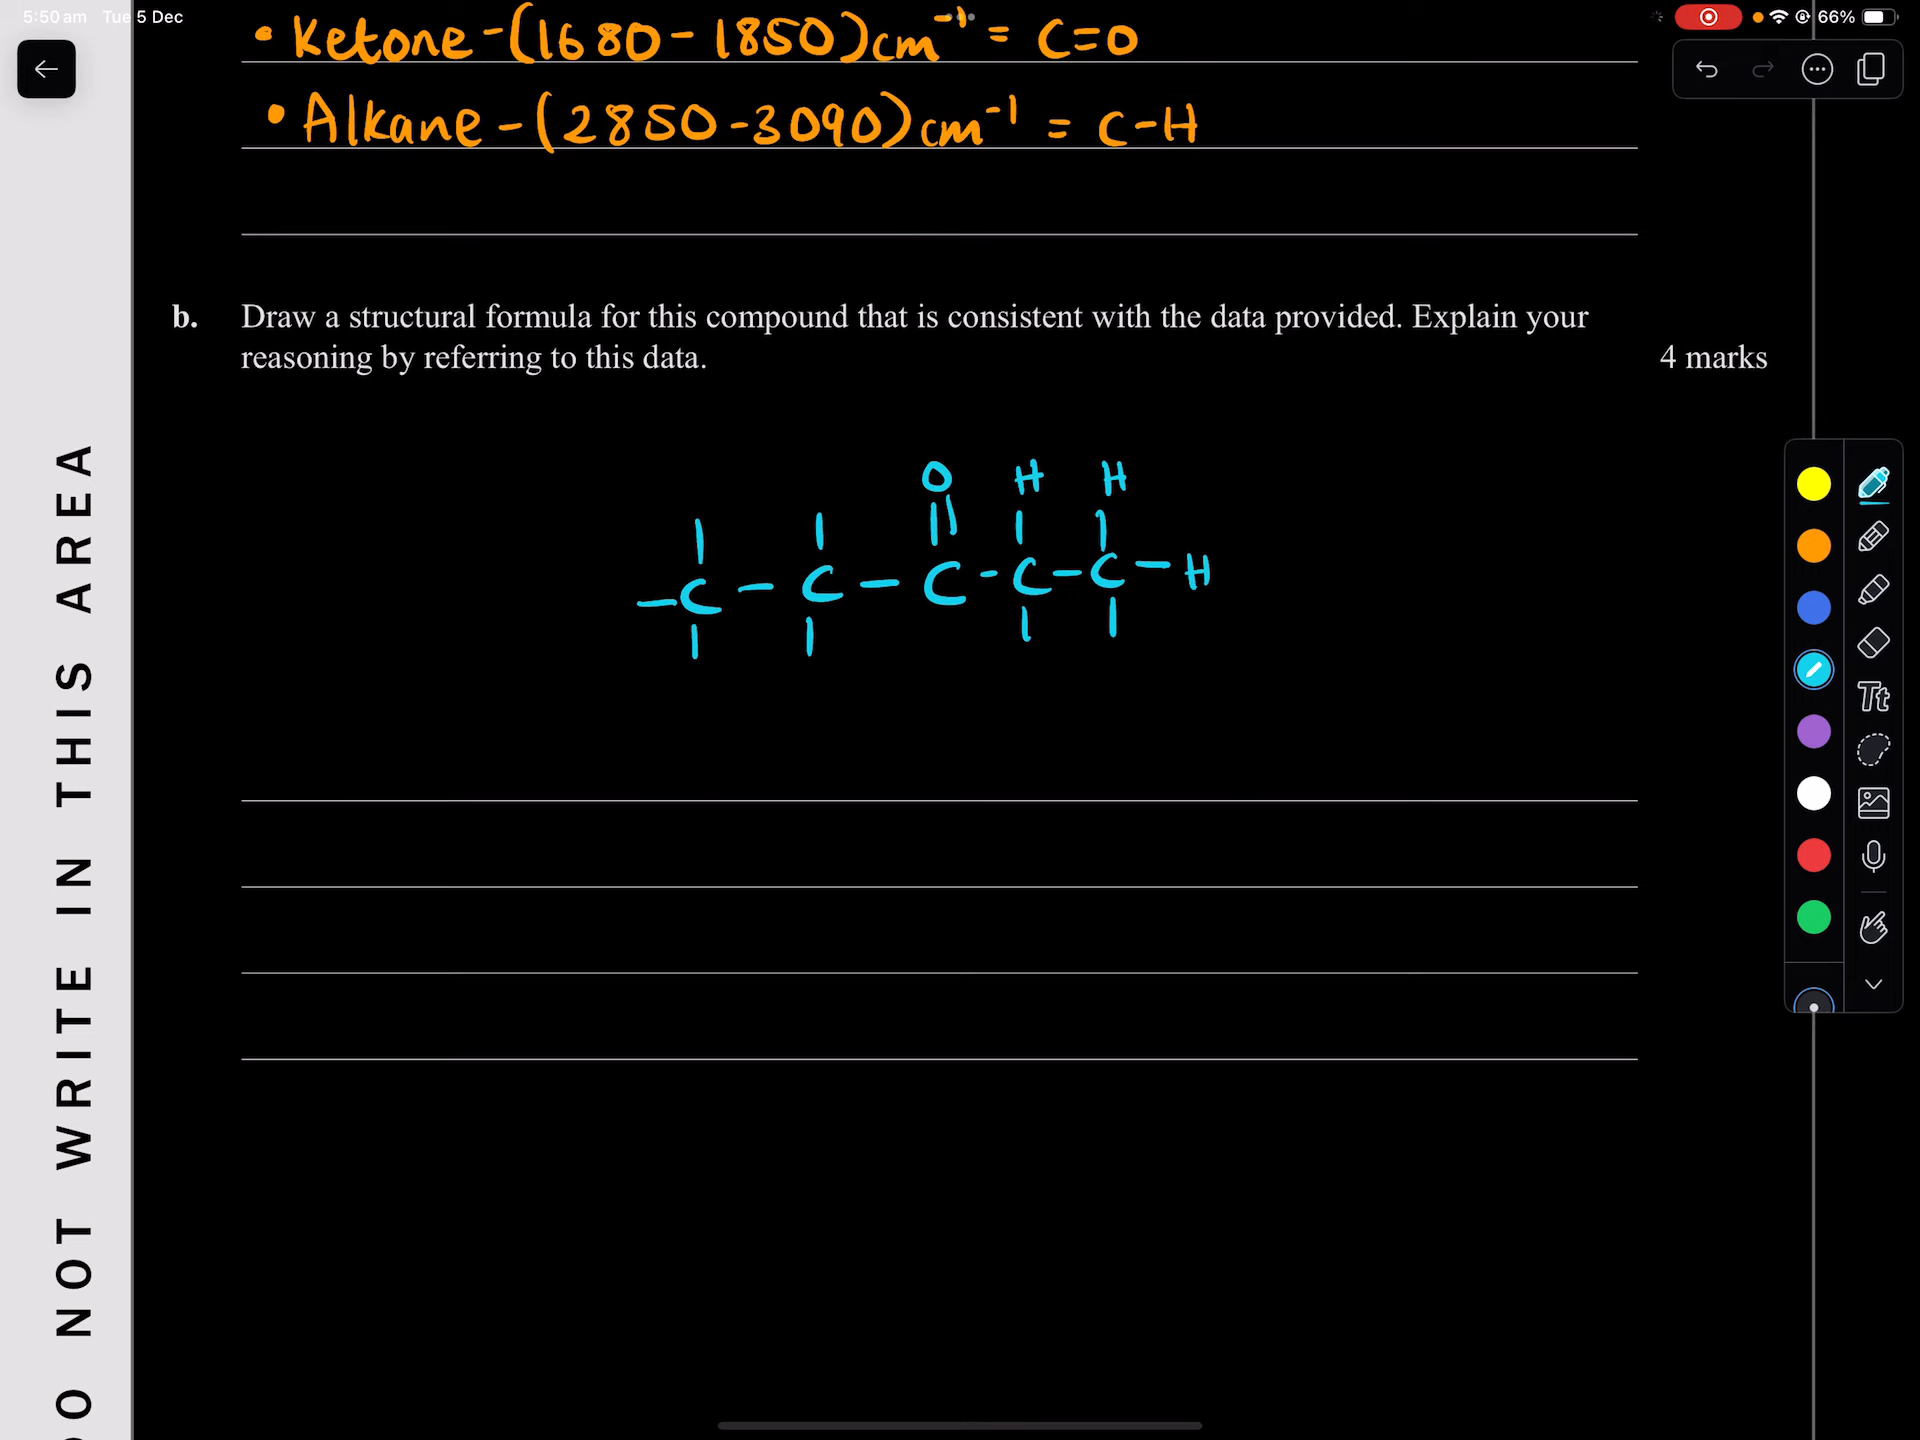 5:50 am Tue 5 Dec
66%
• Ketone - (1680 - 1850) cm⁻¹ = C=O
• Alkane - (2850 - 3090) cm⁻¹ = C-H
b. Draw a structural formula for this compound that is consistent with the data provided. Explain your
reasoning by referring to this data.
4 marks
O H H
C - C - C - C - C - H
Tt
DO NOT WRITE IN THIS AREA